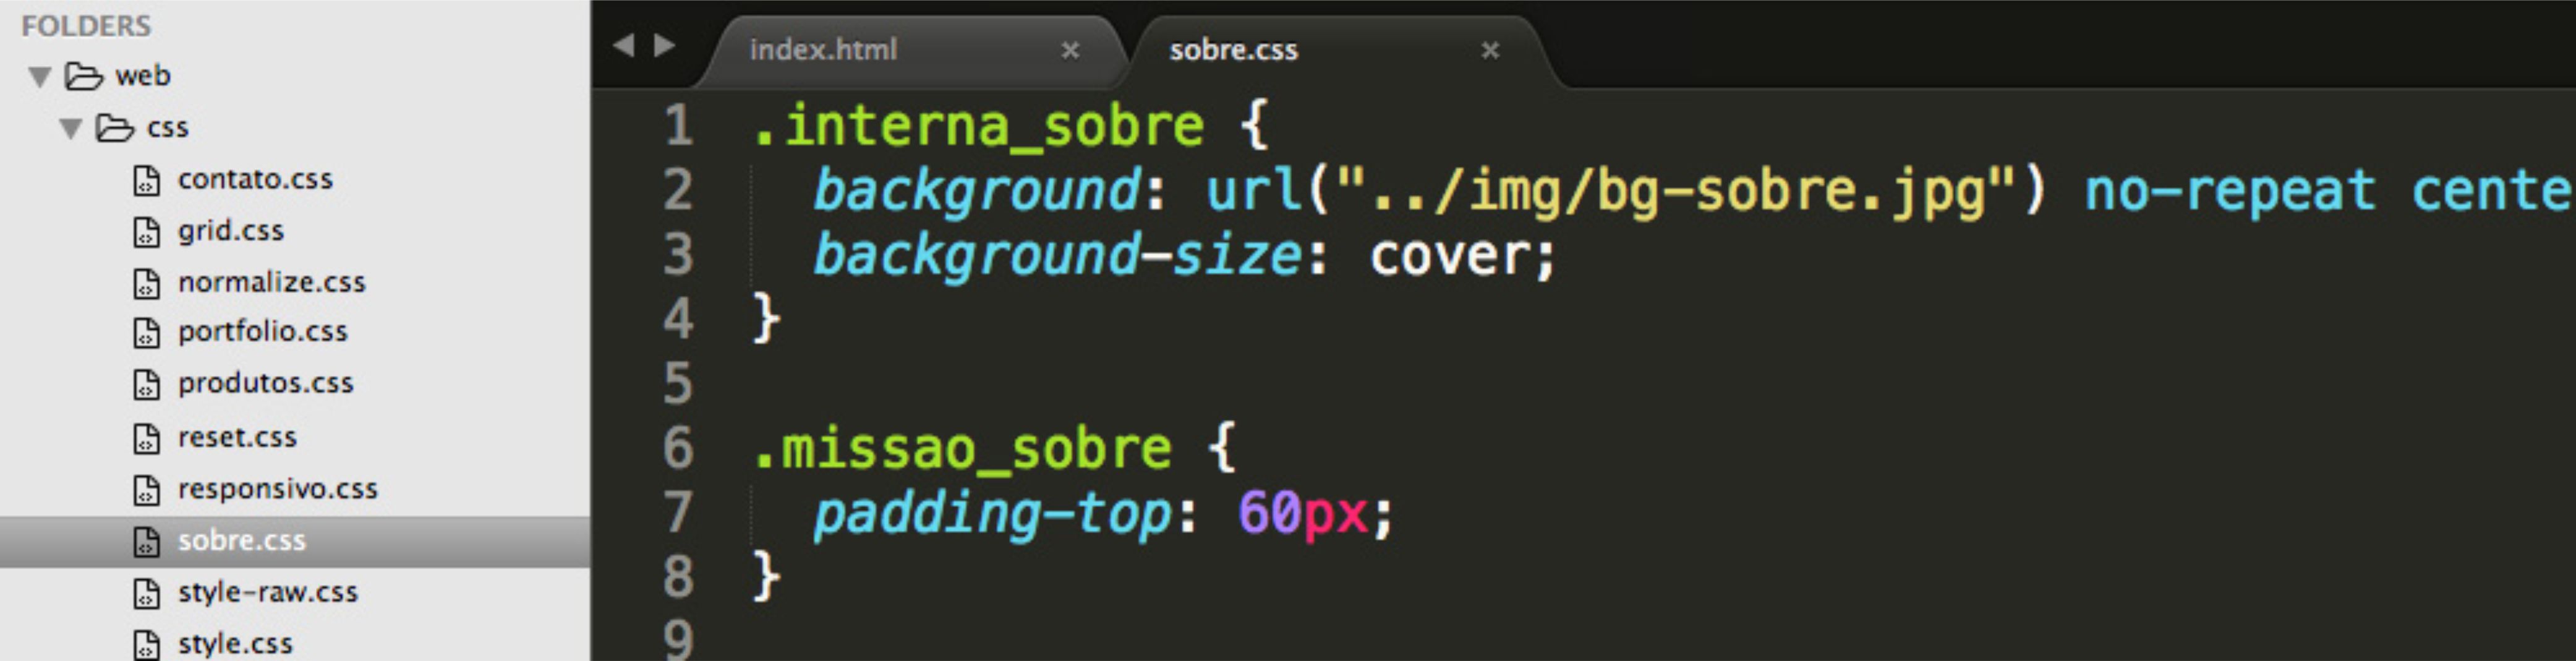 FOLDERS
web
css
contato.css
grid.css
normalize.css
portfolio.css
produtos.css
reset.css
responsivo.css
sobre.css
style-raw.css
style.css
index.html
sobre.css
1 .interna_sobre {
2 background: url("../img/bg-sobre.jpg") no-repeat cente
3 background-size: cover;
4 }
5
6 .missao_sobre {
7 padding-top: 60px;
8 }
9